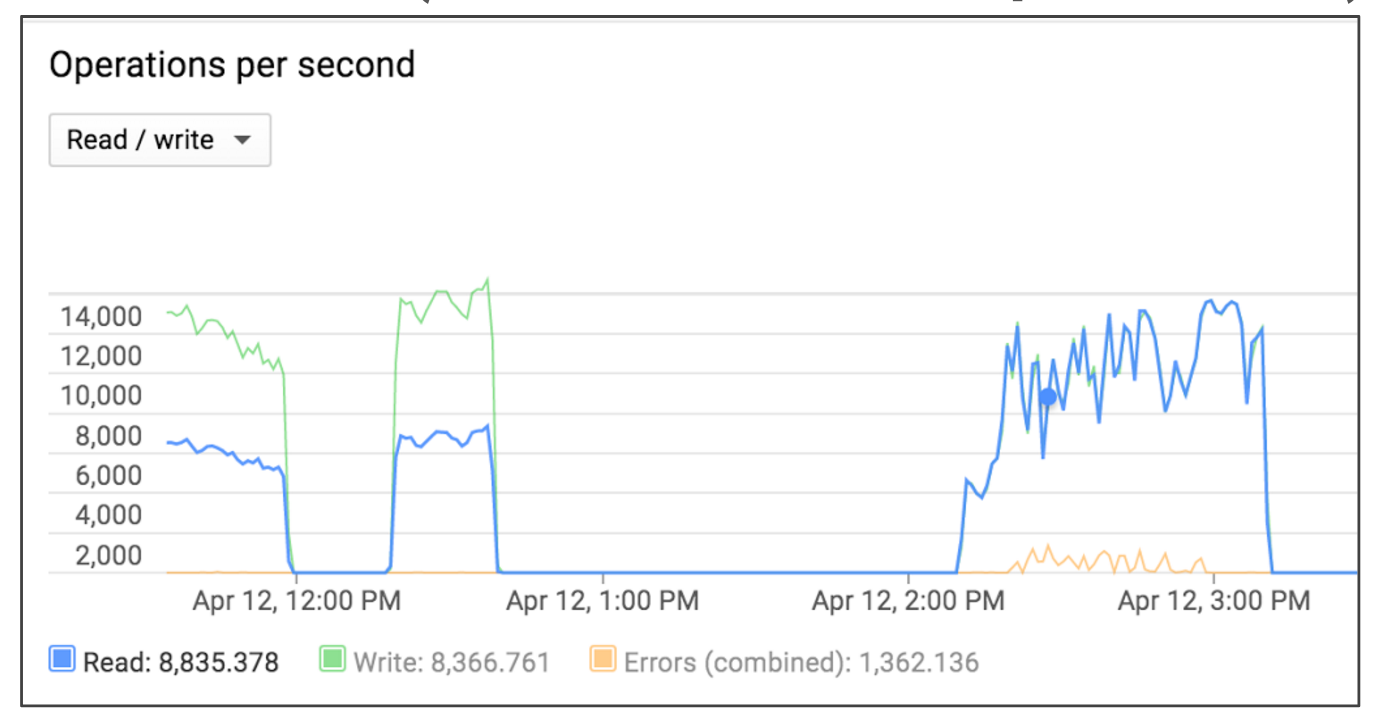 Operations per second
Read / write
14,000
12,000
10,000
8,000
6,000
4,000
2,000
Apr 12, 12:00 PM Apr 12, 1:00 PM Apr 12, 2:00 PM Apr 12, 3:00 PM
Read: 8,835.378 Write: 8,366.761 Errors (combined): 1,362.136